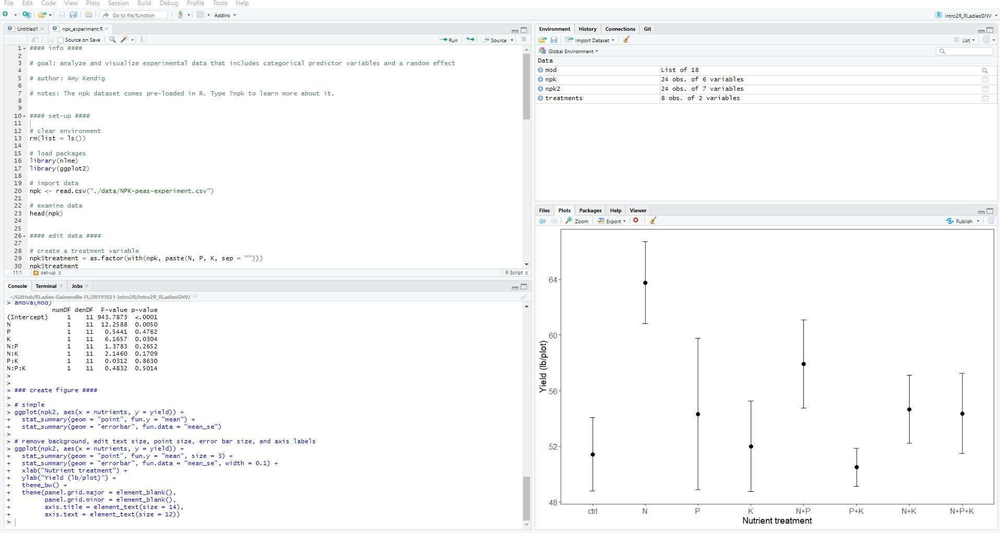 File Edit Code View Plots Session Build Debug Profile Tools Help
Go to file/function Addins Intro2R_RLadiesGNV
Untitled1 npk_experiment.R
Source on Save Run Source
1 #### info ####
2
3 # goal: analyze and visualize experimental data that includes categorical predictor variables and a random effect
4
5 # author: Amy Kendig
6
7 # notes: The npk dataset comes pre-loaded in R. Type ?npk to learn more about it.
8
9
10 #### set-up ####
11
12 # clear environment
13 rm(list = ls())
14
15 # load packages
16 library(nlme)
17 library(ggplot2)
18
19 # import data
20 npk <- read.csv("./data/NPK-peas-experiment.csv")
21
22 # examine data
23 head(npk)
24
25
26 #### edit data ####
27
28 # create a treatment variable
29 npk$treatment = as.factor(with(npk, paste(N, P, K, sep = "")))
30 npk$treatment
11:1 set-up R Script
Console Terminal Jobs
~/GitHub/RLadies-Gainesville-FL/20191021-Intro2R/Intro2R_RLadiesGNV/
> anova(mod)
numDF denDF F-value p-value
(Intercept) 1 11 943.7873 <.0001
N 1 11 12.2588 0.0050
P 1 11 0.5441 0.4762
K 1 11 6.1657 0.0304
N:P 1 11 1.3783 0.2652
N:K 1 11 2.1460 0.1709
P:K 1 11 0.0312 0.8630
N:P:K 1 11 0.4832 0.5014
>
>
> ### create figure ####
>
> # simple
> ggplot(npk2, aes(x = nutrients, y = yield)) +
+ stat_summary(geom = "point", fun.y = "mean") +
+ stat_summary(geom = "errorbar", fun.data = "mean_se")
>
> # remove background, edit text size, point size, error bar size, and axis labels
> ggplot(npk2, aes(x = nutrients, y = yield)) +
+ stat_summary(geom = "point", fun.y = "mean", size = 3) +
+ stat_summary(geom = "errorbar", fun.data = "mean_se", width = 0.1) +
+ xlab("Nutrient treatment") +
+ ylab("Yield (lb/plot)") +
+ theme_bw() +
+ theme(panel.grid.major = element_blank(),
+ panel.grid.minor = element_blank(),
+ axis.title = element_text(size = 14),
+ axis.text = element_text(size = 12))
>
Environment History Connections Git
Import Dataset List
Global Environment
Data
mod List of 18
npk 24 obs. of 6 variables
npk2 24 obs. of 7 variables
treatments 8 obs. of 2 variables
Files Plots Packages Help Viewer
Zoom Export Publish
64
60
56
52
48
Yield (lb/plot)
ctrl N P K N+P P+K N+K N+P+K
Nutrient treatment